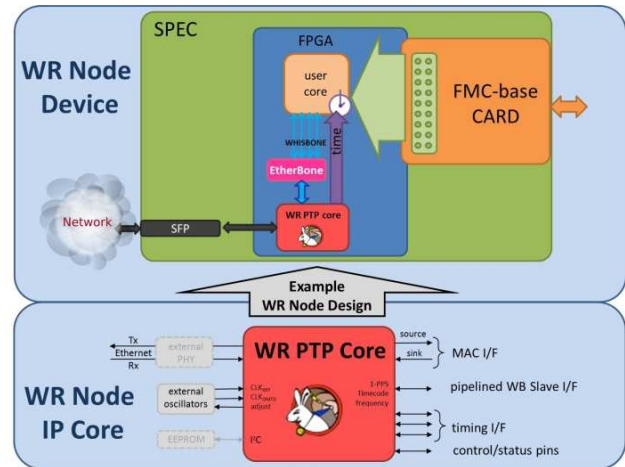 SPEC
FPGA
WR Node
Device
user
core
FMC-base
CARD
WHISBONE
time
EtherBone
Network
SFP
WR PTP core
Example
WR Node Design
WR Node
IP Core
Tx
Ethernet
Rx
external
PHY
WR PTP Core
source
sink
MAC I/F
external
oscillators
adjust
1-PPS
Timecode
frequency
pipelined WB Slave I/F
EEPROM
I²C
timing I/F
control/status pins